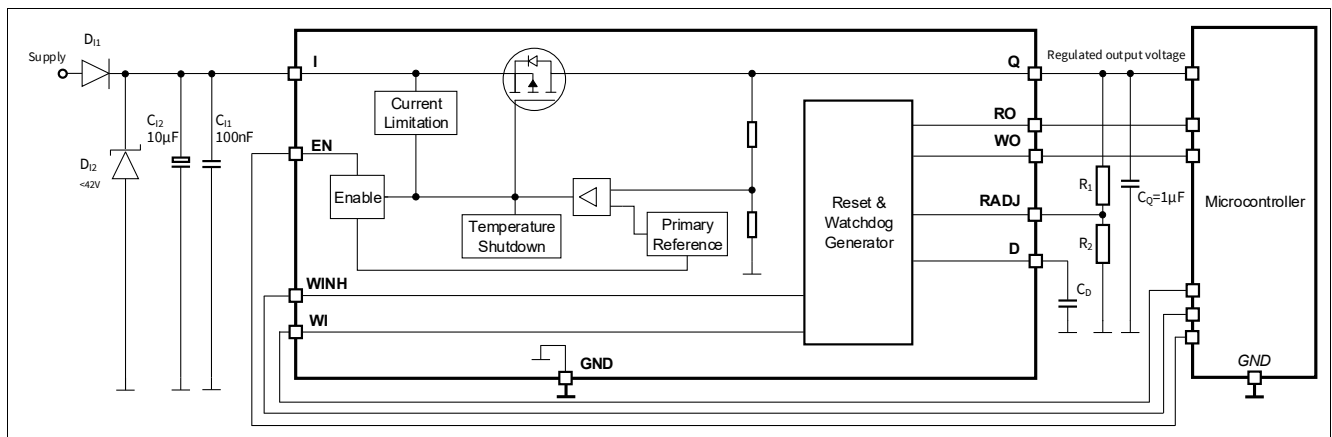 Supply
DI1
DI2
<42V
CI2
10µF
CI1
100nF
I
EN
WINH
WI
Current
Limitation
Enable
Temperature
Shutdown
Primary
Reference
GND
Reset &
Watchdog
Generator
Q
RO
WO
RADJ
D
Regulated output voltage
R1
R2
CD
CQ=1µF
Microcontroller
GND